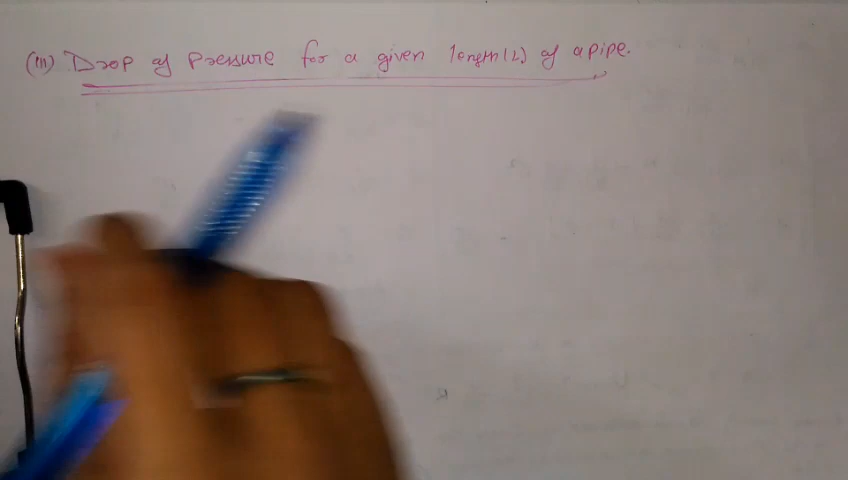 (III) Drop of Pressure for a given length(L) of a pipe.